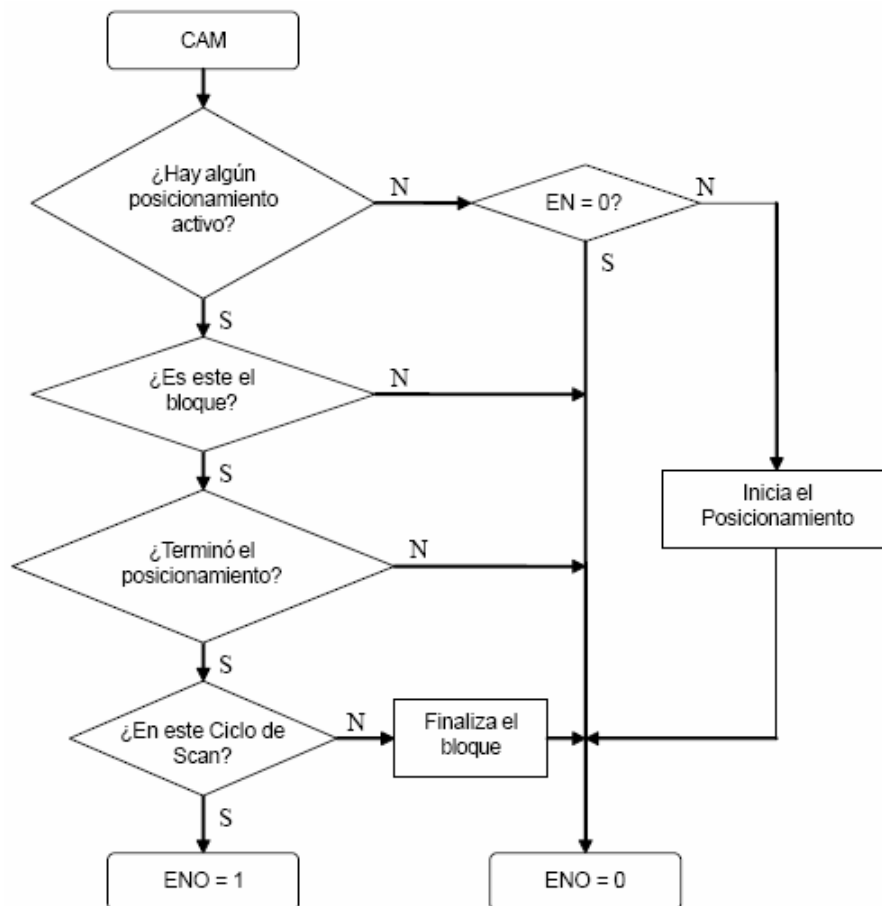 CAM
¿Hay algún
posicionamiento
activo?
N
EN = 0?
N
S
S
¿Es este el
bloque?
N
S
Inicia el
Posicionamiento
¿Terminó el
posicionamiento?
N
S
¿En este Ciclo de
Scan?
N
Finaliza el
bloque
S
ENO = 1
ENO = 0